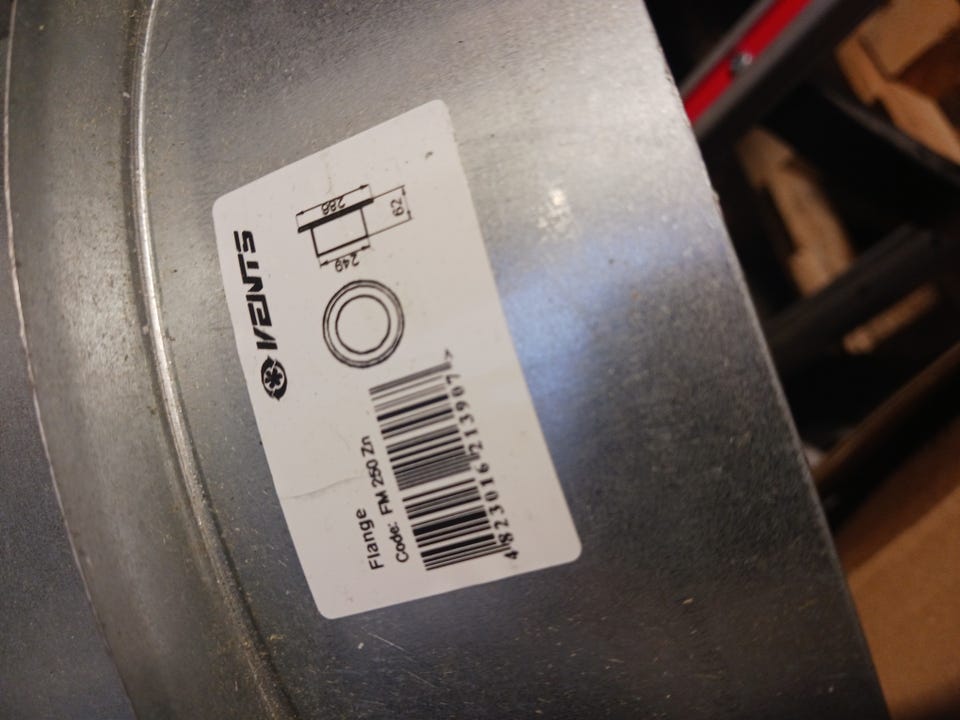 VENTS
288
62
249
Flange
Code: FM 250 Zn
4823016213907